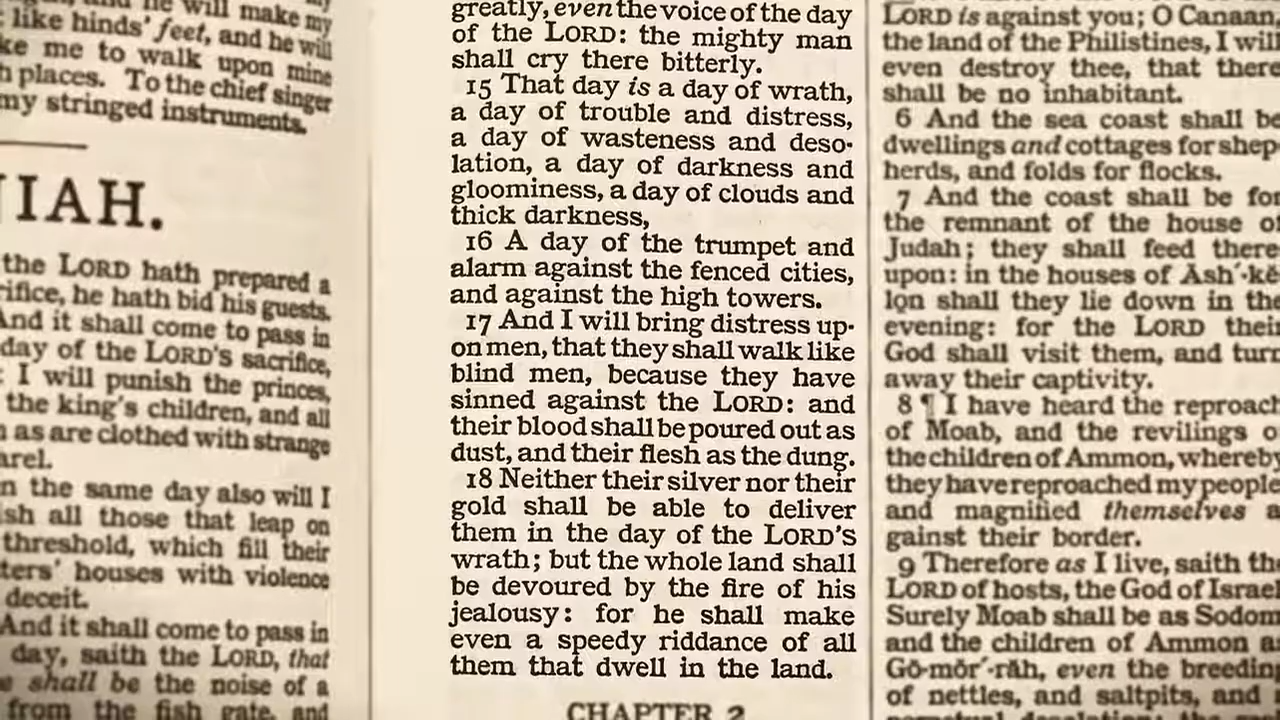 he will make my
like hinds' feet, and he will
me to walk upon mine
places. To the chief singer
my stringed instruments.
IAH.
the LORD hath prepared a
he hath bid his guests.
And it shall come to pass in
day of the LORD'S sacrifice,
I will punish the princes,
the king's children, and all
as are clothed with strange
the same day also will I
all those that leap on
threshold, which fill their
houses with violence
deceit.
And it shall come to pass in
day, saith the LORD, that
shall be the noise of a
from the fish gate, and
greatly, even the voice of the day
of the LORD: the mighty man
shall cry there bitterly.
15 That day is a day of wrath,
a day of trouble and distress,
a day of wasteness and deso-
lation, a day of darkness and
gloominess, a day of clouds and
thick darkness,
16 A day of the trumpet and
alarm against the fenced cities,
and against the high towers.
17 And I will bring distress up-
on men, that they shall walk like
blind men, because they have
sinned against the LORD: and
their blood shall be poured out as
dust, and their flesh as the dung.
18 Neither their silver nor their
gold shall be able to deliver
them in the day of the LORD'S
wrath; but the whole land shall
be devoured by the fire of his
jealousy: for he shall make
even a speedy riddance of all
them that dwell in the land.
CHAPTER 2
LORD is against you; O Canaan,
the land of the Philistines, I will
even destroy thee, that there
shall be no inhabitant.
6 And the sea coast shall be
dwellings and cottages for shep-
herds, and folds for flocks.
7 And the coast shall be for
the remnant of the house of
Judah; they shall feed there
upon: in the houses of Ăsh´-kĕ
lŏn shall they lie down in the
evening: for the LORD their
God shall visit them, and turn
away their captivity.
8 ¶ I have heard the reproach
of Moab, and the revilings o
the children of Ammon, whereby
they have reproached my people
and magnified themselves a
gainst their border.
9 Therefore as I live, saith the
LORD of hosts, the God of Israel
Surely Moab shall be as Sodom
and the children of Ammon as
Gō-mŏr´-răh, even the breeding
of nettles, and saltpits, and